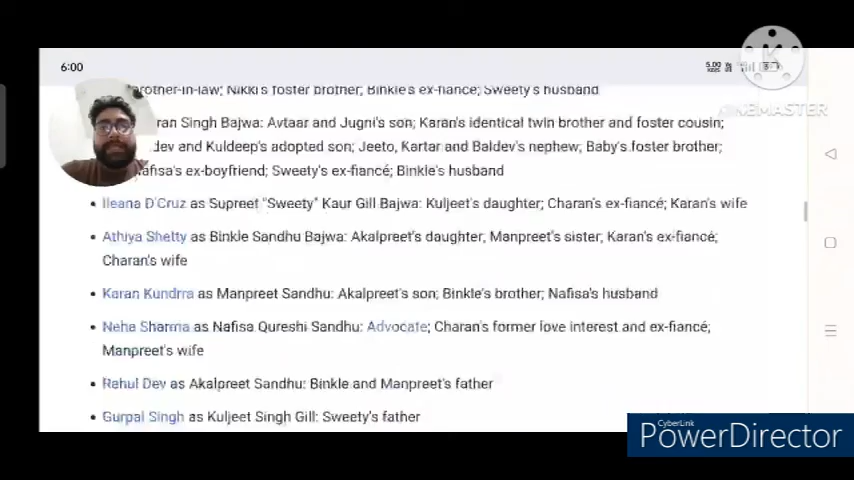 6:00
5.00
KINEMASTER
brother-in-law; Nikki's foster brother; Binkle's ex-fiancé; Sweety's husband
ran Singh Bajwa: Avtaar and Jugni's son; Karan's identical twin brother and foster cousin;
dev and Kuldeep's adopted son; Jeeto, Kartar and Baldev's nephew; Baby's foster brother;
afisa's ex-boyfriend; Sweety's ex-fiancé; Binkle's husband
• Ileana D'Cruz as Supreet "Sweety" Kaur Gill Bajwa: Kuljeet's daughter; Charan's ex-fiancé; Karan's wife
• Athiya Shetty as Binkle Sandhu Bajwa: Akalpreet's daughter; Manpreet's sister; Karan's ex-fiancé;
Charan's wife
• Karan Kundrra as Manpreet Sandhu: Akalpreet's son; Binkle's brother; Nafisa's husband
• Neha Sharma as Nafisa Qureshi Sandhu: Advocate; Charan's former love interest and ex-fiancé;
Manpreet's wife
• Rahul Dev as Akalpreet Sandhu: Binkle and Manpreet's father
• Gurpal Singh as Kuljeet Singh Gill: Sweety's father
CyberLink
PowerDirector